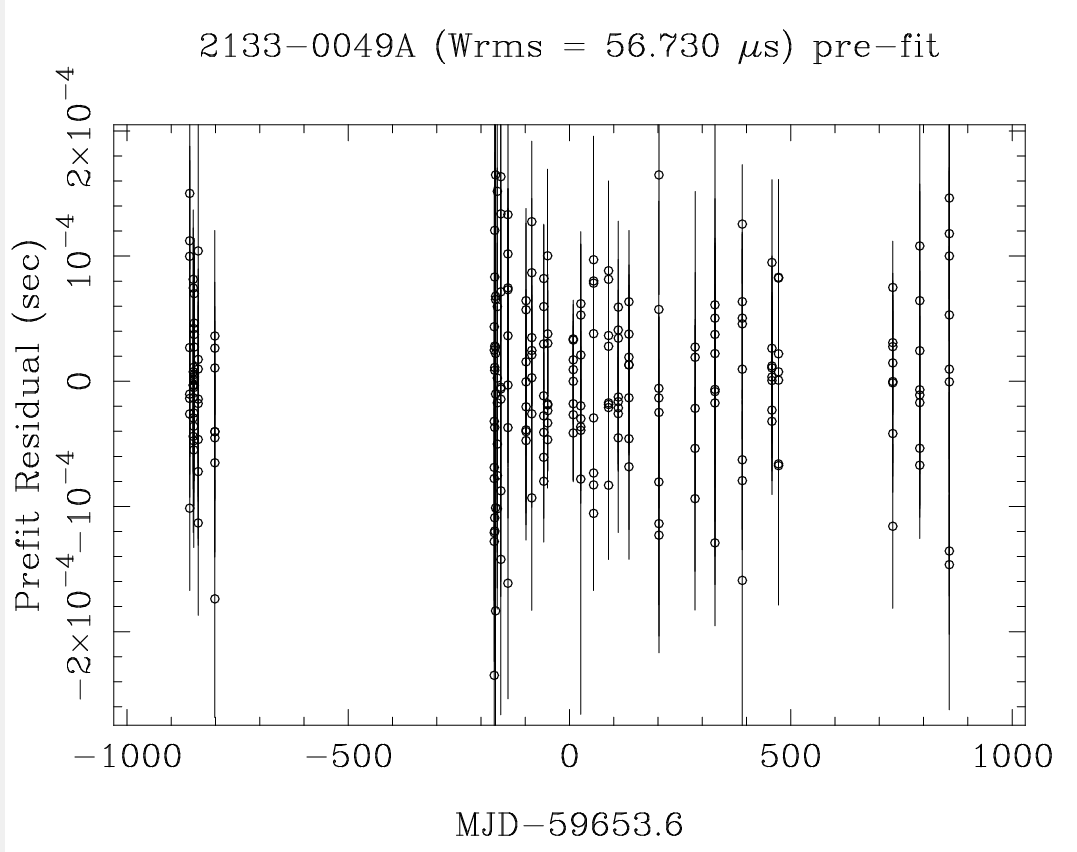 2133−0049A (Wrms = 56.730 μs) pre−fit
Prefit Residual (sec)
2×10⁻⁴
10⁻⁴
0
−10⁻⁴
−2×10⁻⁴
−1000 −500 0 500 1000
MJD−59653.6